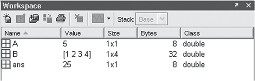 Workspace
Stack: Base
Name Value Size Bytes Class
A 5 1x1 8 double
B [1 2 3 4] 1x4 32 double
ans 25 1x1 8 double